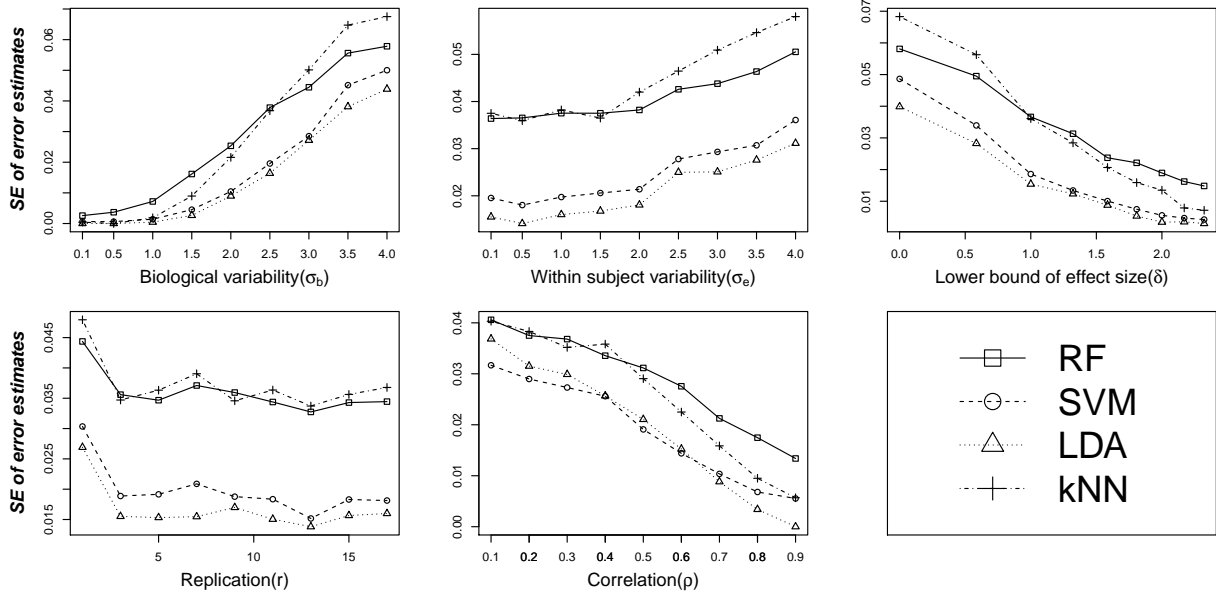 SE of error estimates
0.00 0.02 0.04 0.06
0.1 0.5 1.0 1.5 2.0 2.5 3.0 3.5 4.0
Biological variability(σb)
0.02 0.03 0.04 0.05
0.1 0.5 1.0 1.5 2.0 2.5 3.0 3.5 4.0
Within subject variability(σe)
0.01 0.03 0.05 0.07
0.0 0.5 1.0 1.5 2.0
Lower bound of effect size(δ)
SE of error estimates
0.015 0.025 0.035 0.045
5 10 15
Replication(r)
0.00 0.01 0.02 0.03 0.04
0.1 0.2 0.3 0.4 0.5 0.6 0.7 0.8 0.9
Correlation(ρ)
RF
SVM
LDA
kNN